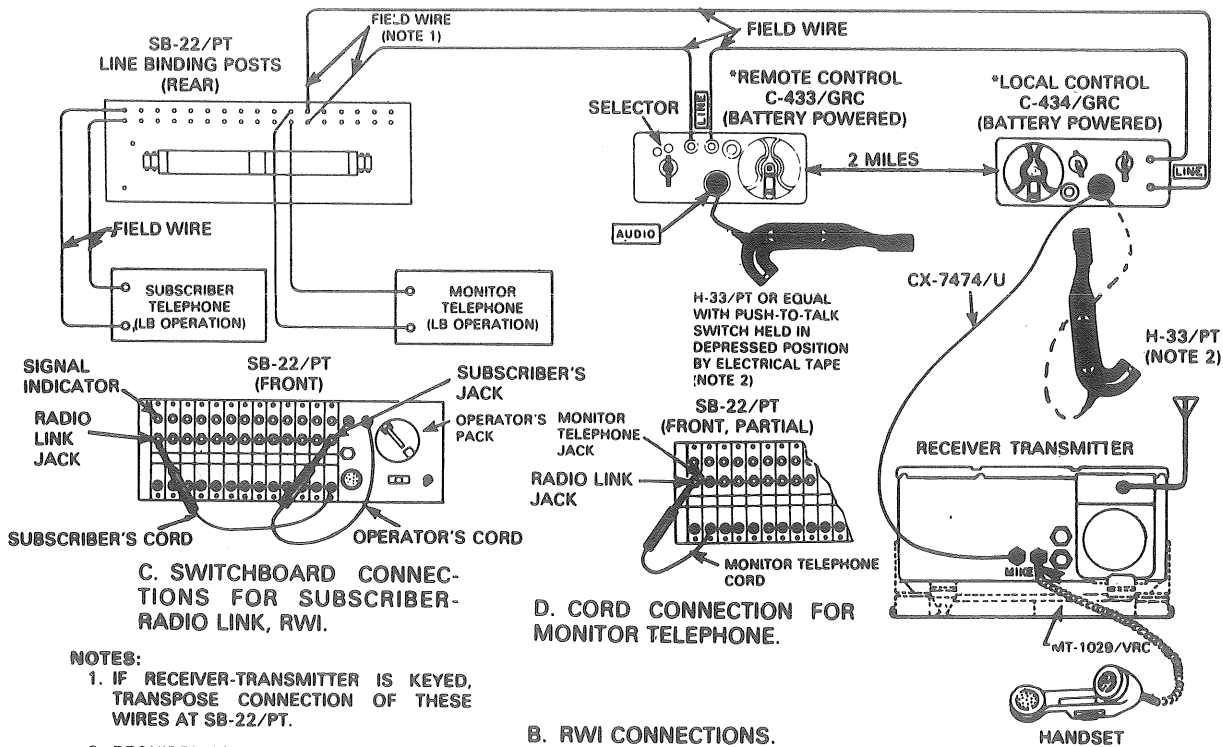 FIELD WIRE
(NOTE 1)
FIELD WIRE
SB-22/PT
LINE BINDING POSTS
(REAR)
SELECTOR
LINE
*REMOTE CONTROL
C-433/GRC
(BATTERY POWERED)
*LOCAL CONTROL
C-434/GRC
(BATTERY POWERED)
2 MILES
LINE
AUDIO
FIELD WIRE
SUBSCRIBER
TELEPHONE
(LB OPERATION)
MONITOR
TELEPHONE
(LB OPERATION)
H-33/PT OR EQUAL
WITH PUSH-TO-TALK
SWITCH HELD IN
DEPRESSED POSITION
BY ELECTRICAL TAPE
(NOTE 2)
CX-7474/U
H-33/PT
(NOTE 2)
SIGNAL
INDICATOR
SB-22/PT
(FRONT)
SUBSCRIBER'S
JACK
RADIO
LINK
JACK
OPERATOR'S
PACK
SUBSCRIBER'S CORD
OPERATOR'S CORD
SB-22/PT
(FRONT, PARTIAL)
MONITOR
TELEPHONE
JACK
RADIO LINK
JACK
MONITOR TELEPHONE
CORD
RECEIVER TRANSMITTER
MIKE
MT-1029/VRC
HANDSET
C. SWITCHBOARD CONNEC-
TIONS FOR SUBSCRIBER-
RADIO LINK, RWI.
D. CORD CONNECTION FOR
MONITOR TELEPHONE.
NOTES:
1. IF RECEIVER-TRANSMITTER IS KEYED,
TRANSPOSE CONNECTION OF THESE
WIRES AT SB-22/PT.
B. RWI CONNECTIONS.